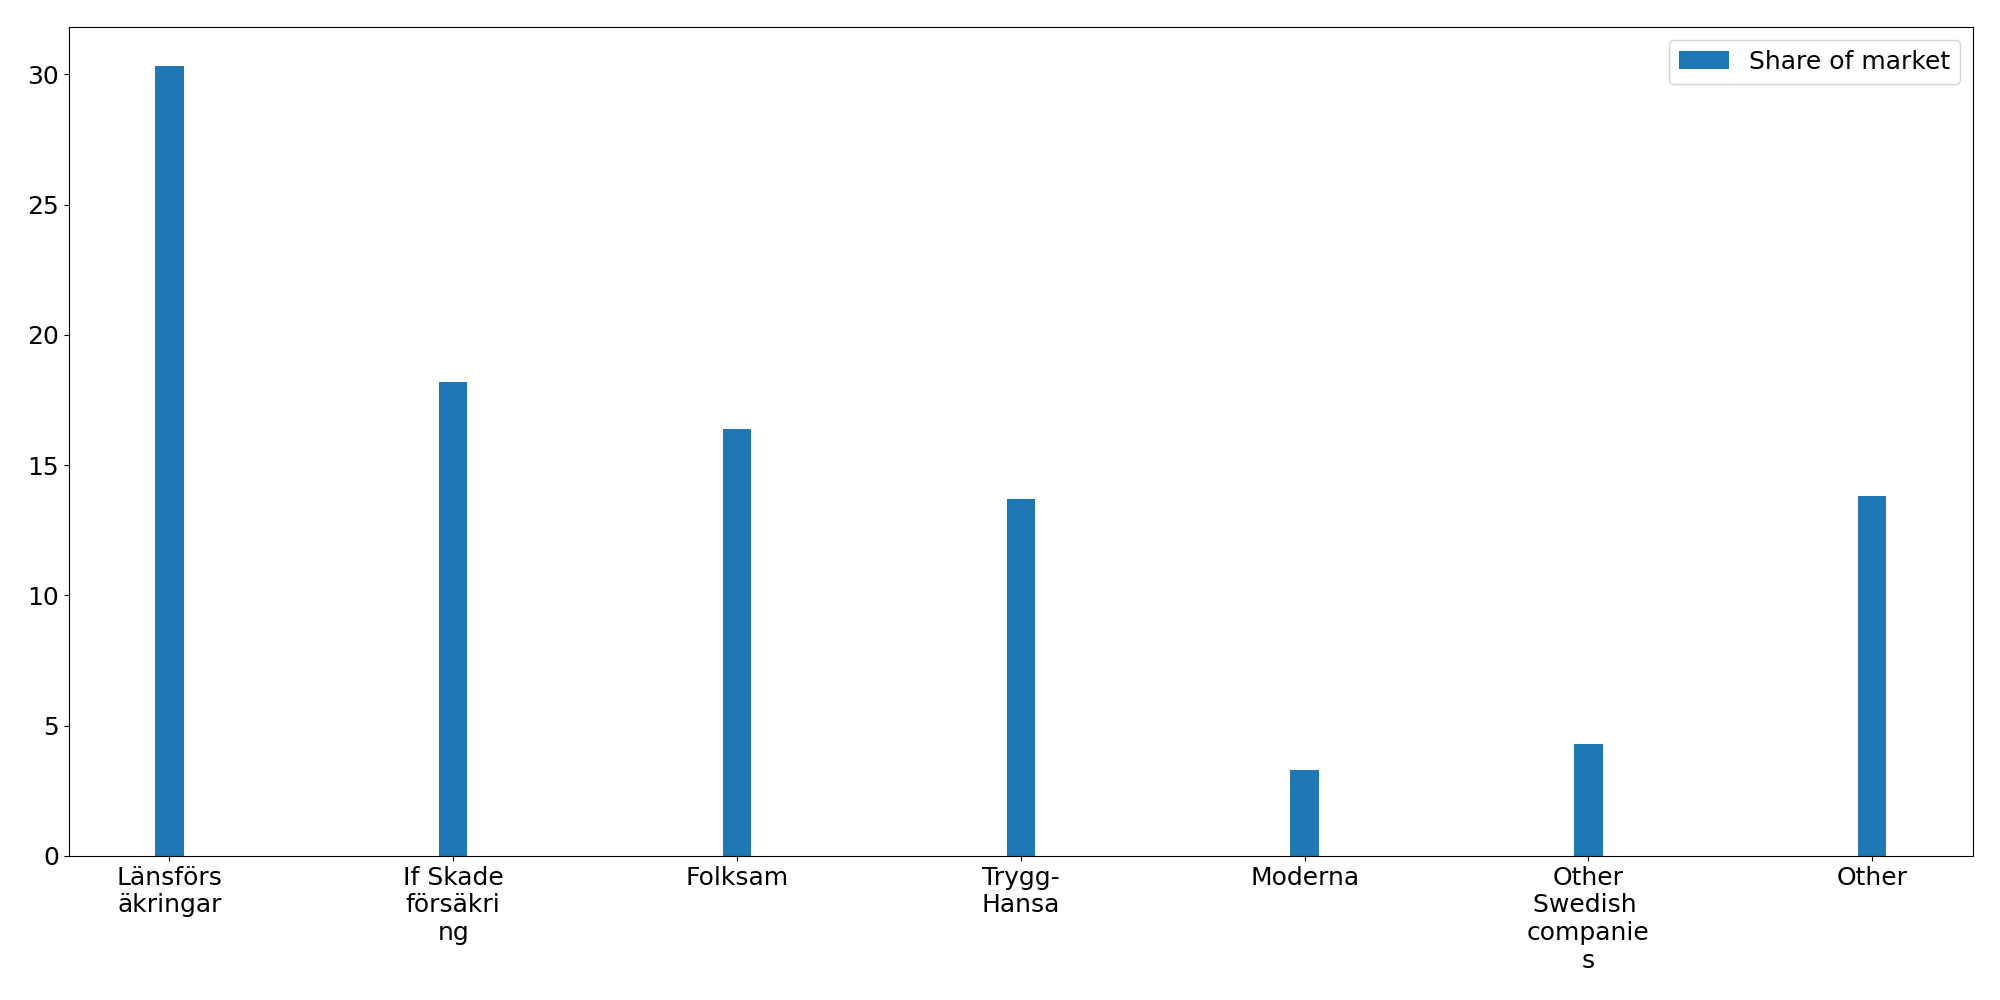 Share of market
30
25
20
15
10
5
0
Länsförs
äkringar
If Skade
försäkri
ng
Folksam
Trygg-
Hansa
Moderna
Other
Swedish
companie
s
Other